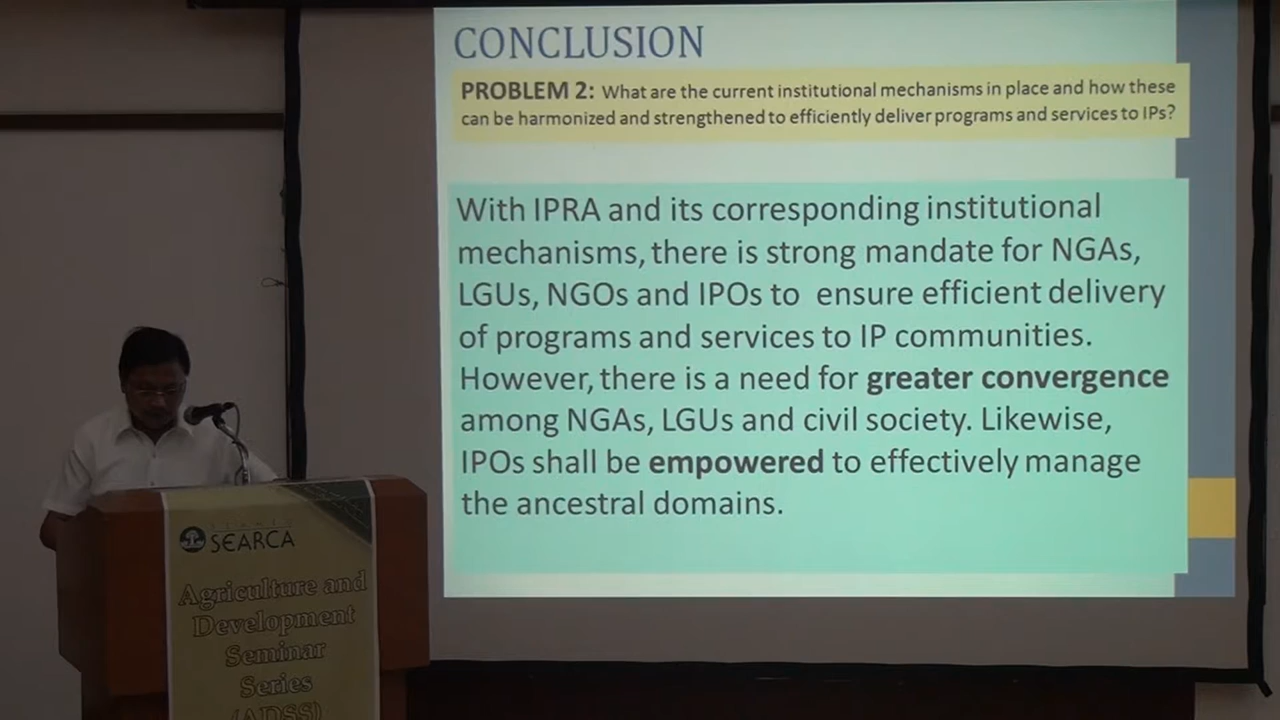 CONCLUSION
PROBLEM 2: What are the current institutional mechanisms in place and how these
can be harmonized and strengthened to efficiently deliver programs and services to IPs?
With IPRA and its corresponding institutional
mechanisms, there is strong mandate for NGAs,
LGUs, NGOs and IPOs to ensure efficient delivery
of programs and services to IP communities.
However, there is a need for greater convergence
among NGAs, LGUs and civil society. Likewise,
IPOs shall be empowered to effectively manage
the ancestral domains.
SEARCA
Agriculture and
Development
Seminar
Series
(ADSS)